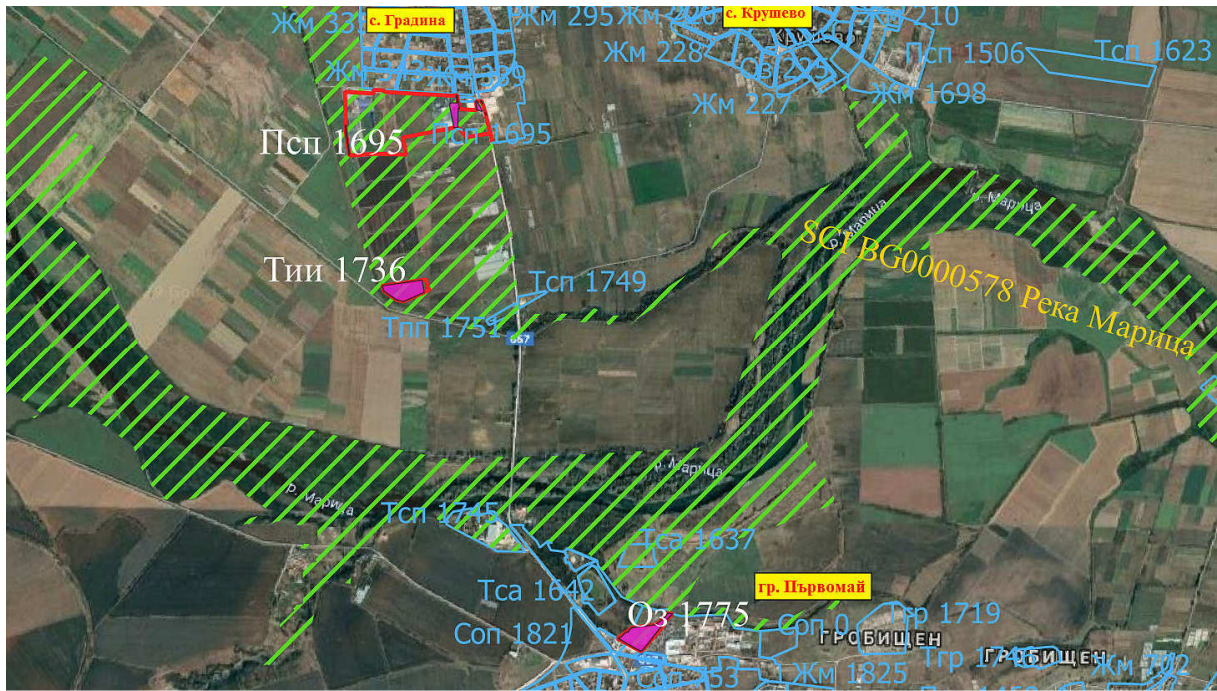 Жм 33
с. Градина
Жм 295
с. Крушево
210
Жм 228
Псп 1506
Тсп 1623
Жм 227
Жм 1698
Псп 1695
Псп 1695
р. Марица
р. Марица
SCI BG0000578 Река Марица
Тии 1736
Тсп 1749
Тпп 1751
667
р. Марица
р. Марица
Тсп 1745
Тса 1637
Тса 1642
гр. Първомай
Оз 1775
Соп 0
Тгр 1719
Соп 1821
ГРОБИЩЕН
ГРОБИЩЕН
Жм 1825